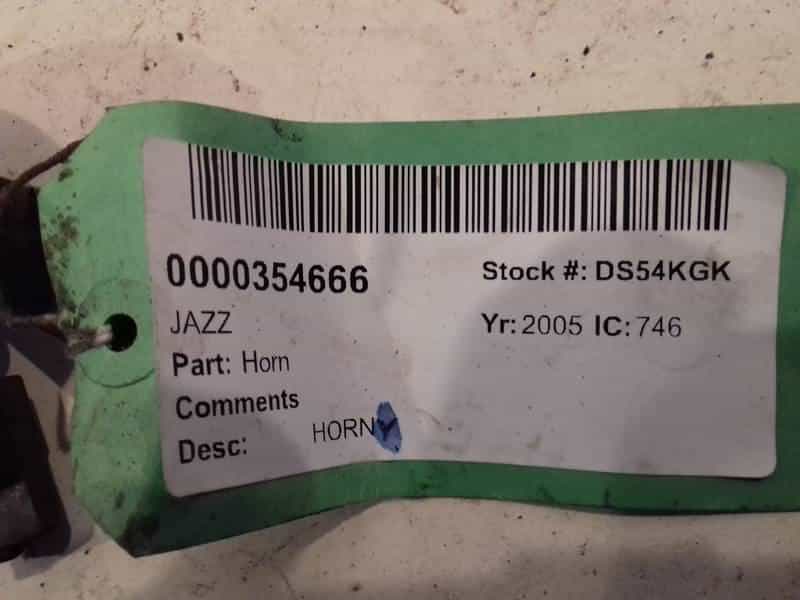 0000354666 Stock #: DS54KGK
JAZZ Yr: 2005 IC: 746
Part: Horn
Comments
Desc: HORNY